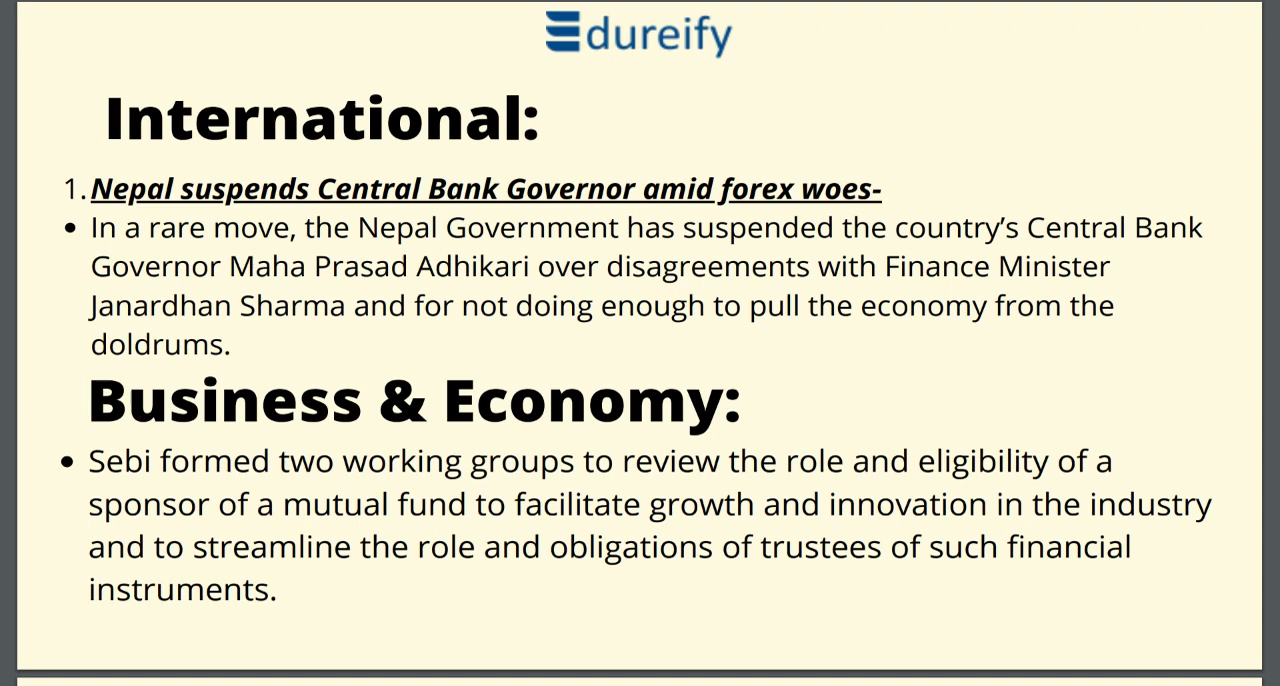 Edureify
International:
1. Nepal suspends Central Bank Governor amid forex woes-
• In a rare move, the Nepal Government has suspended the country’s Central Bank
Governor Maha Prasad Adhikari over disagreements with Finance Minister
Janardhan Sharma and for not doing enough to pull the economy from the
doldrums.
Business & Economy:
• Sebi formed two working groups to review the role and eligibility of a
sponsor of a mutual fund to facilitate growth and innovation in the industry
and to streamline the role and obligations of trustees of such financial
instruments.